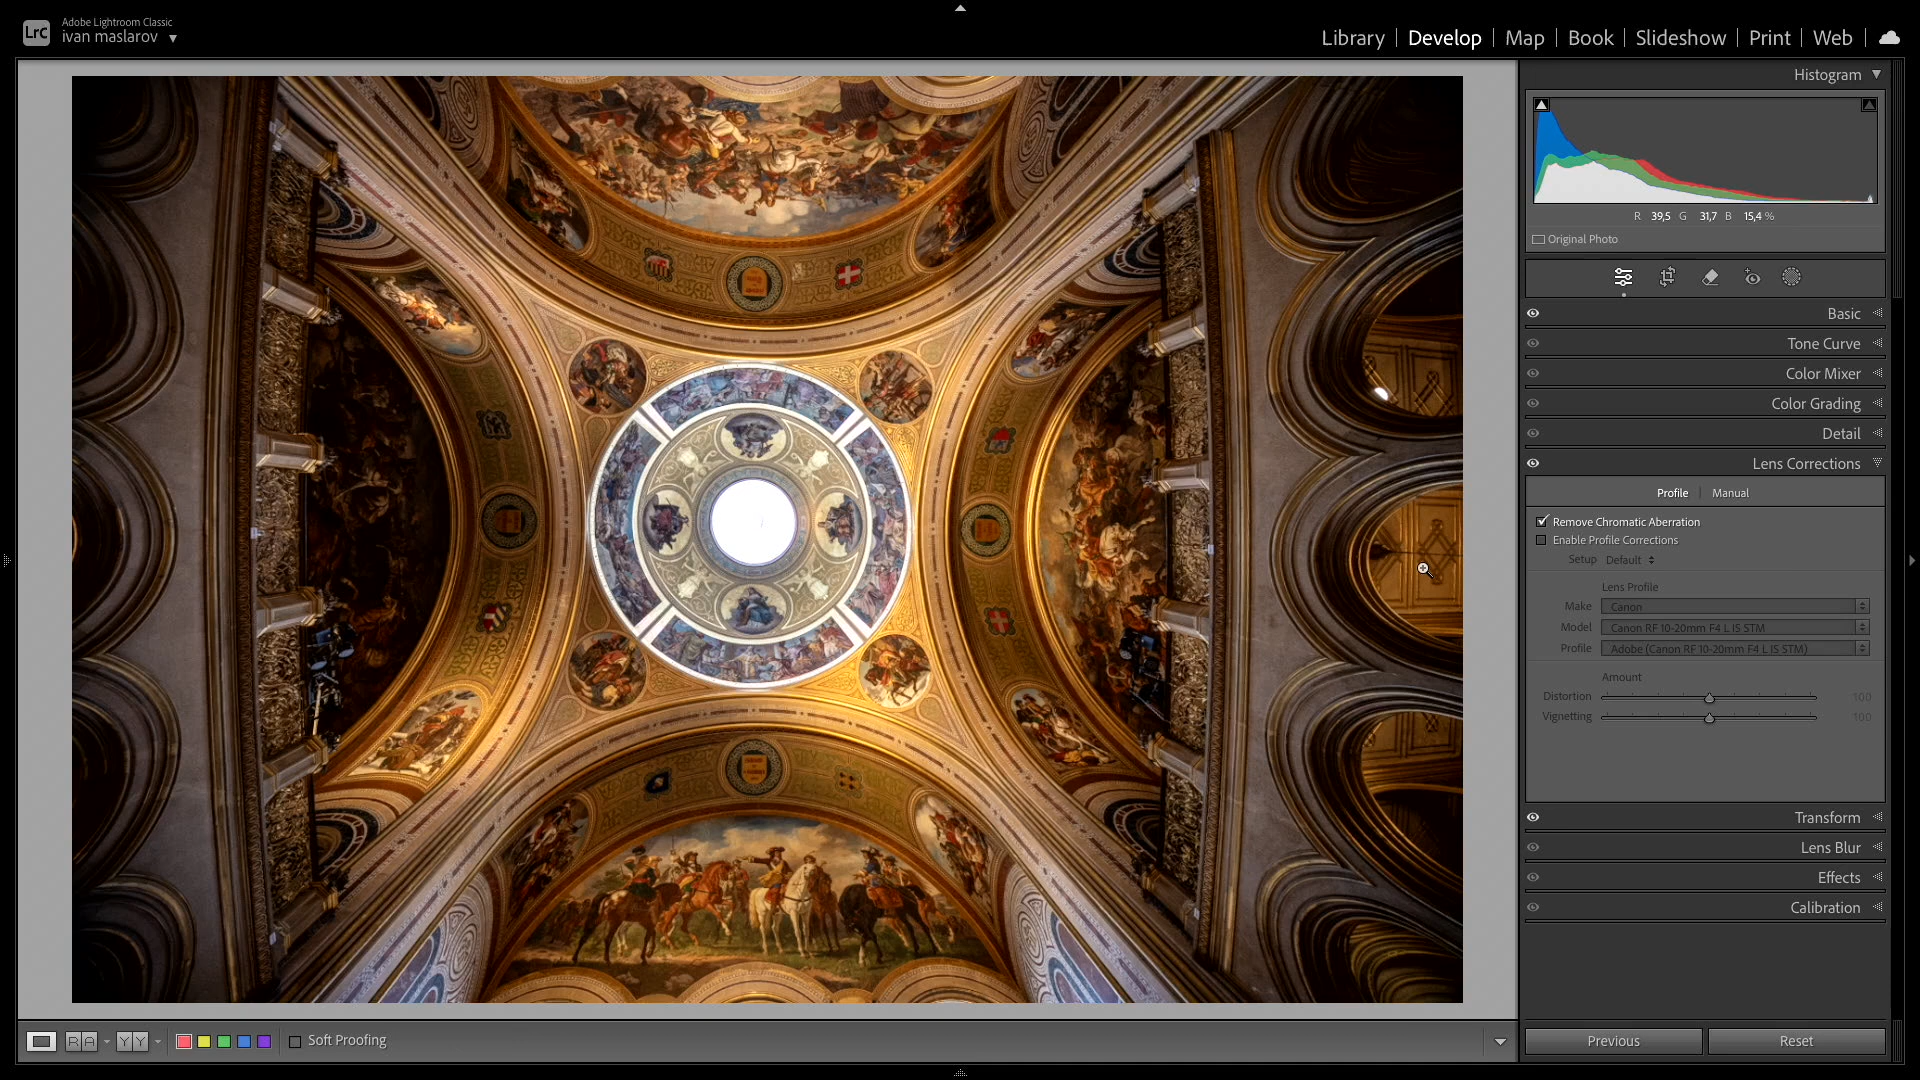 Lrc
Adobe Lightroom Classic
ivan maslarov
Library | Develop | Map | Book | Slideshow | Print | Web
Histogram
R 39,5 G 31,7 B 15,4 %
Original Photo
Basic
Tone Curve
Color Mixer
Color Grading
Detail
Lens Corrections
Profile | Manual
Remove Chromatic Aberration
Enable Profile Corrections
Setup Default
Lens Profile
Make Canon
Model Canon RF 10-20mm F4 L IS STM
Profile Adobe (Canon RF 10-20mm F4 L IS STM)
Amount
Distortion 100
Vignetting 100
Transform
Lens Blur
Effects
Calibration
R A Y Y Soft Proofing
Previous Reset